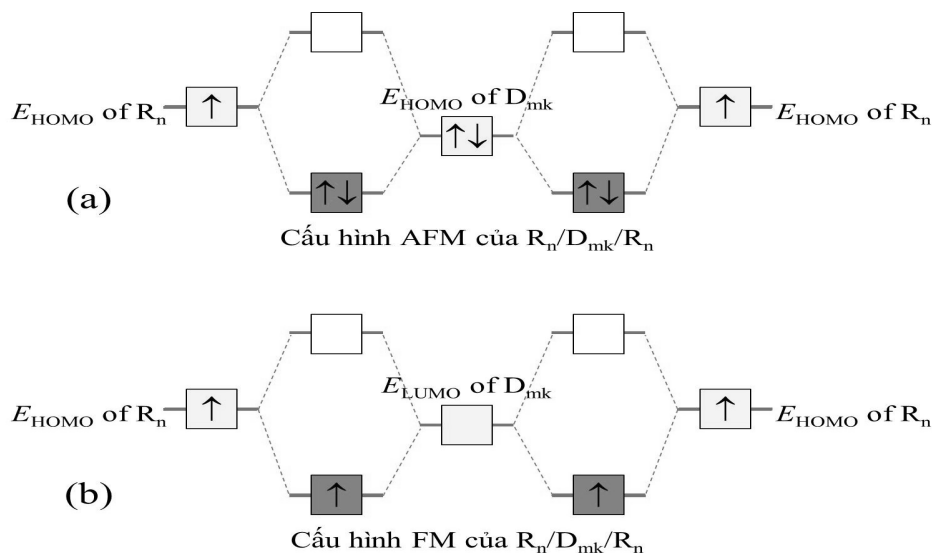 ↑
E_HOMO of R_n
E_HOMO of D_mk
↑↓
↑
E_HOMO of R_n
(a)
↑↓
↑↓
Cấu hình AFM của R_n/D_mk/R_n
E_HOMO of R_n
↑
E_LUMO of D_mk
↑
E_HOMO of R_n
(b)
↑
↑
Cấu hình FM của R_n/D_mk/R_n